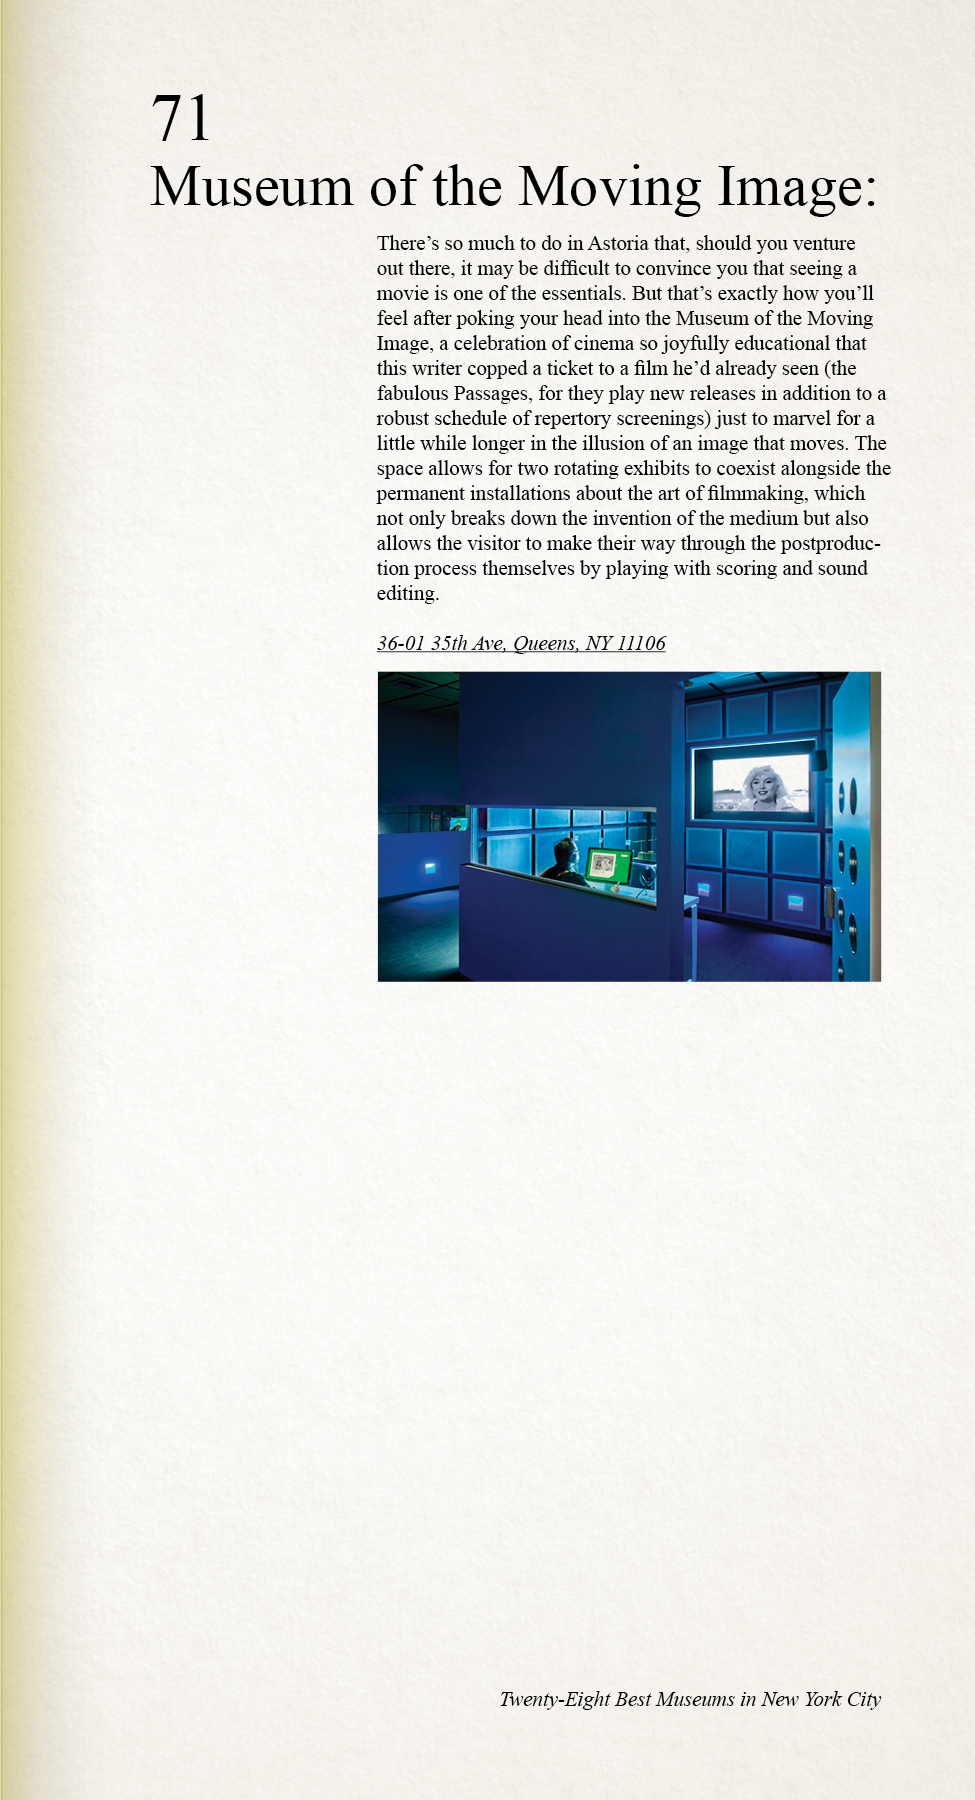 71
Museum of the Moving Image:
There’s so much to do in Astoria that, should you venture
out there, it may be difficult to convince you that seeing a
movie is one of the essentials. But that’s exactly how you’ll
feel after poking your head into the Museum of the Moving
Image, a celebration of cinema so joyfully educational that
this writer copped a ticket to a film he’d already seen (the
fabulous Passages, for they play new releases in addition to a
robust schedule of repertory screenings) just to marvel for a
little while longer in the illusion of an image that moves. The
space allows for two rotating exhibits to coexist alongside the
permanent installations about the art of filmmaking, which
not only breaks down the invention of the medium but also
allows the visitor to make their way through the postproduc-
tion process themselves by playing with scoring and sound
editing.
36-01 35th Ave, Queens, NY 11106
Twenty-Eight Best Museums in New York City